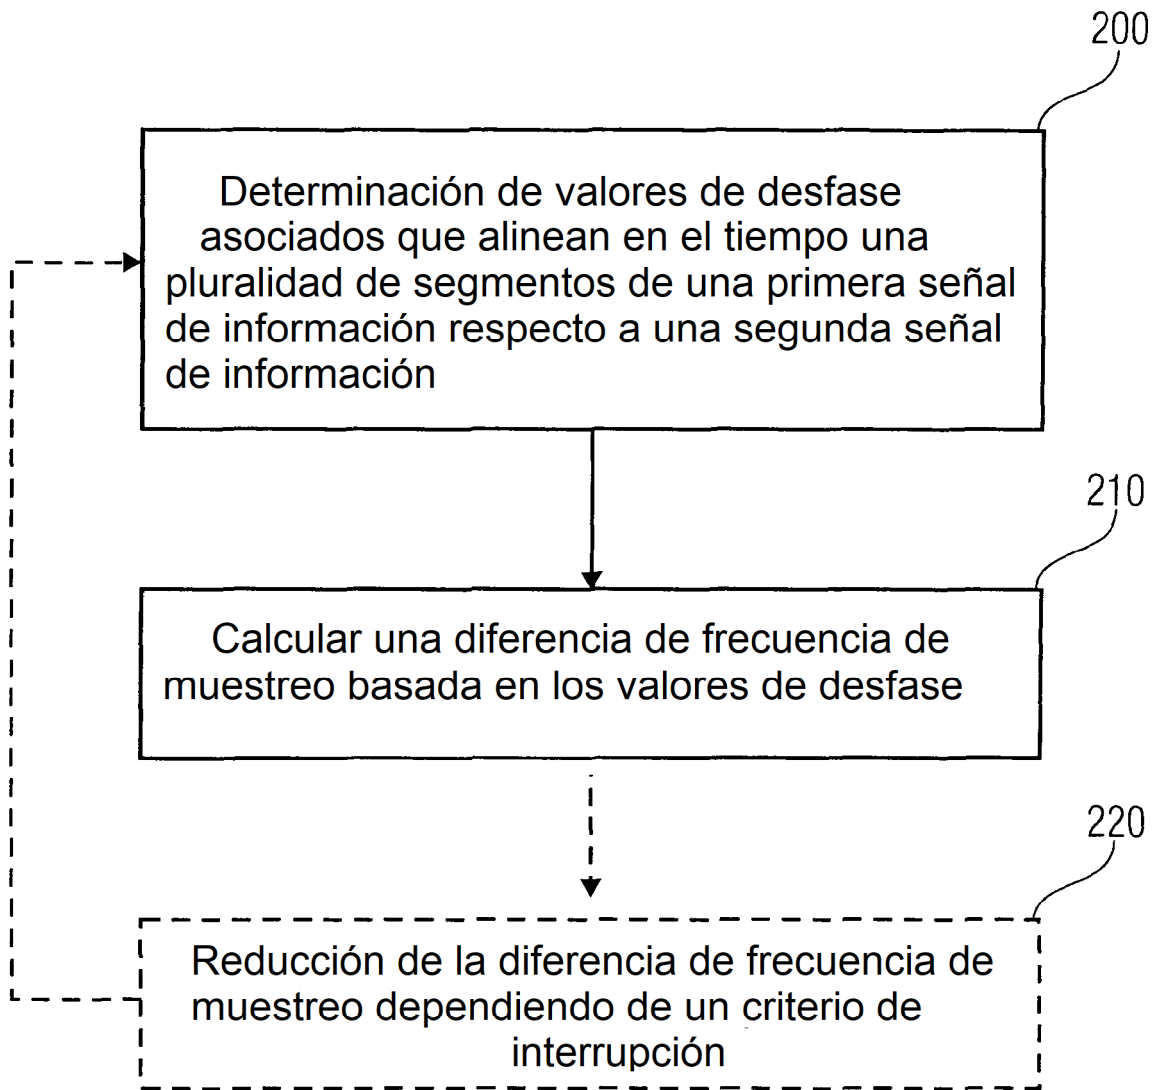 200
Determinación de valores de desfase
asociados que alinean en el tiempo una
pluralidad de segmentos de una primera señal
de información respecto a una segunda señal
de información
210
Calcular una diferencia de frecuencia de
muestreo basada en los valores de desfase
220
Reducción de la diferencia de frecuencia de
muestreo dependiendo de un criterio de
interrupción